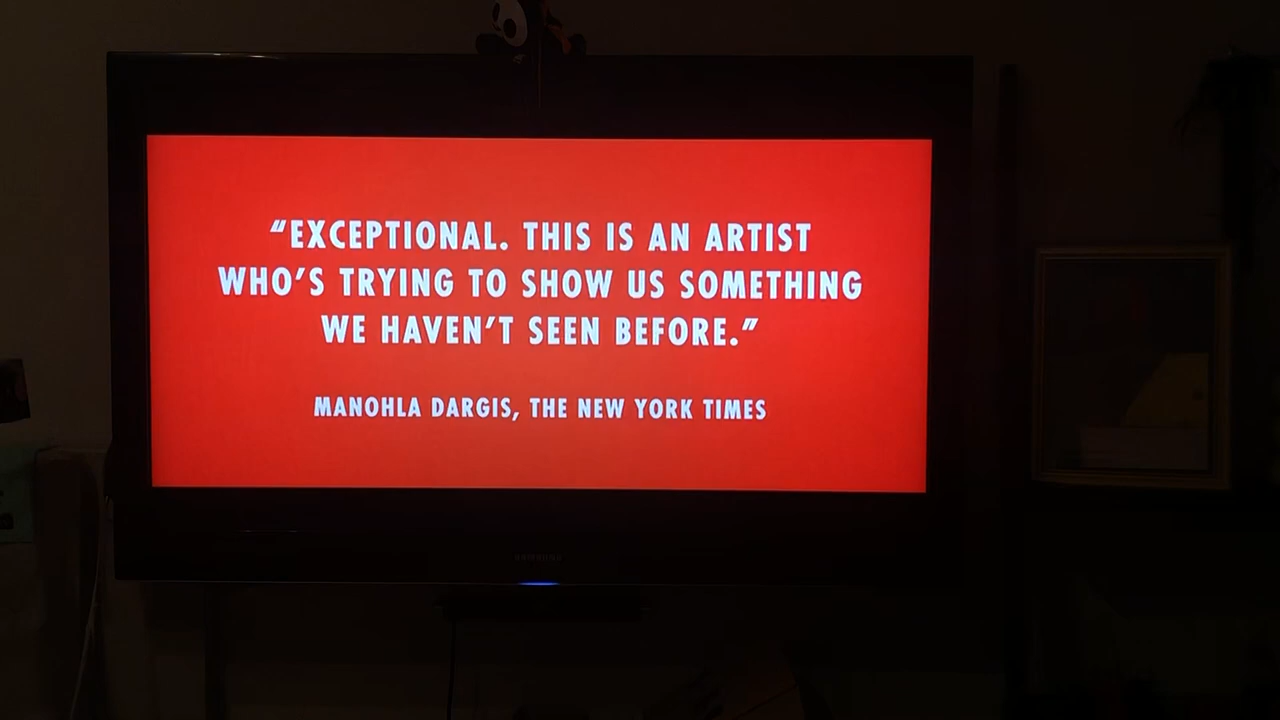 “EXCEPTIONAL. THIS IS AN ARTIST
WHO’S TRYING TO SHOW US SOMETHING
WE HAVEN’T SEEN BEFORE.”
MANOHLA DARGIS, THE NEW YORK TIMES
SAMSUNG